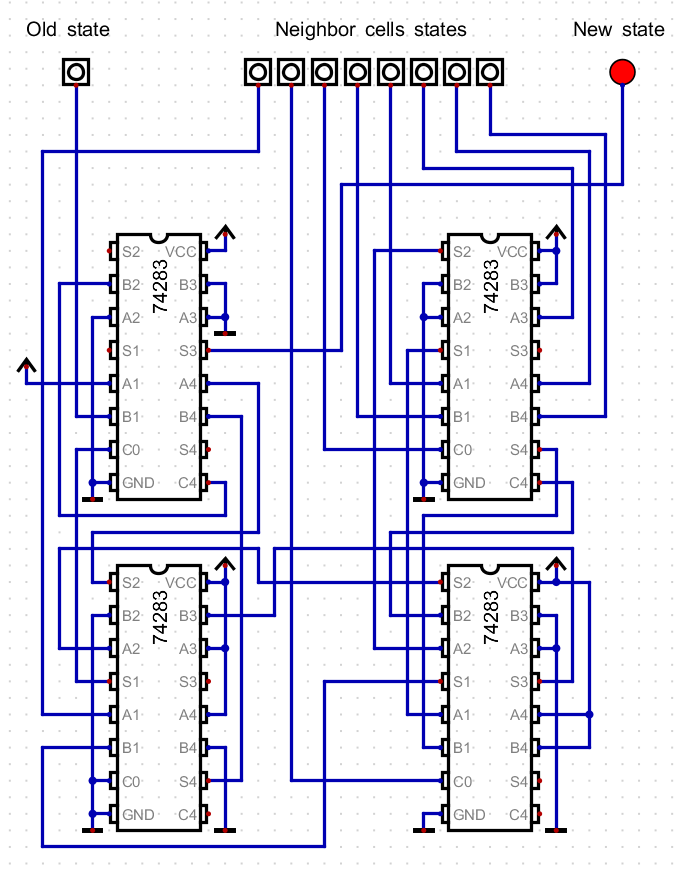 Old state Neighbor cells states New state
S2 VCC
B2 B3
A2 A3
S1 S3
A1 A4
B1 B4
C0 S4
GND C4
74283
S2 VCC
B2 B3
A2 A3
S1 S3
A1 A4
B1 B4
C0 S4
GND C4
74283
S2 VCC
B2 B3
A2 A3
S1 S3
A1 A4
B1 B4
C0 S4
GND C4
74283
S2 VCC
B2 B3
A2 A3
S1 S3
A1 A4
B1 B4
C0 S4
GND C4
74283